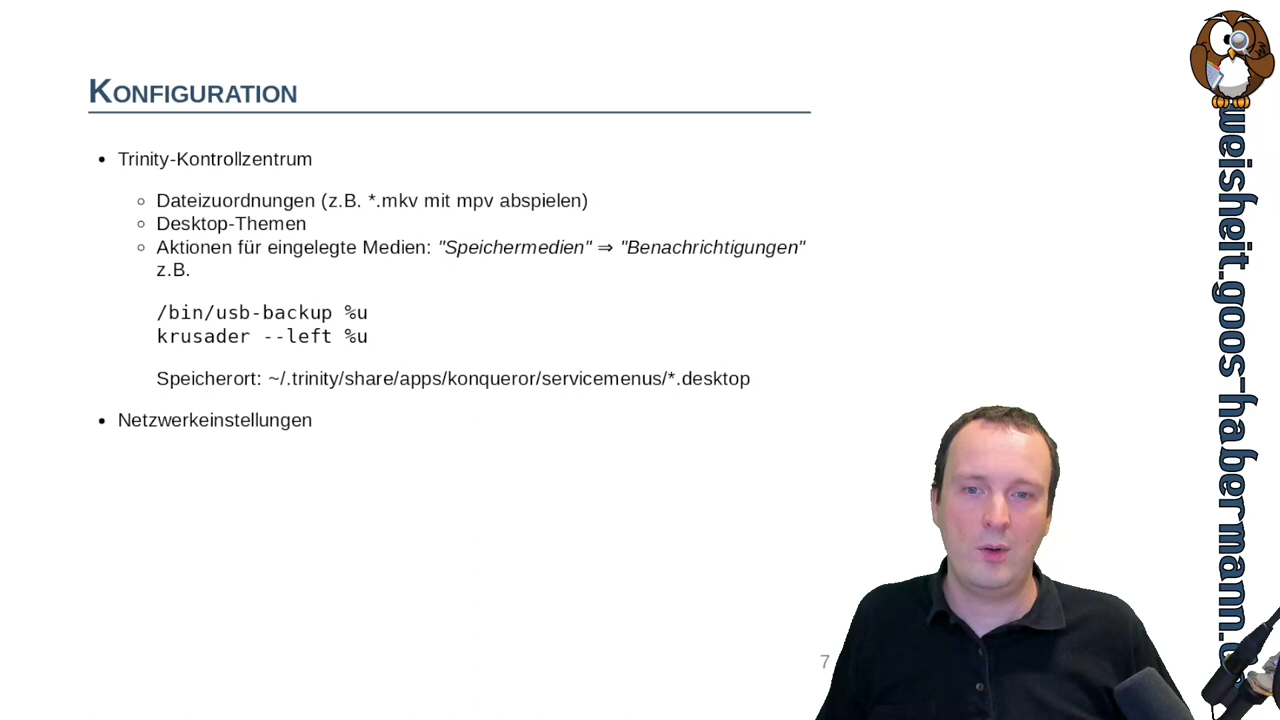 Konfiguration
• Trinity-Kontrollzentrum
◦ Dateizuordnungen (z.B. *.mkv mit mpv abspielen)
◦ Desktop-Themen
◦ Aktionen für eingelegte Medien: "Speichermedien" ⇒ "Benachrichtigungen"
z.B.
/bin/usb-backup %u
krusader --left %u
Speicherort: ~/.trinity/share/apps/konqueror/servicemenus/*.desktop
• Netzwerkeinstellungen
7
weisheit.goos-habermann.